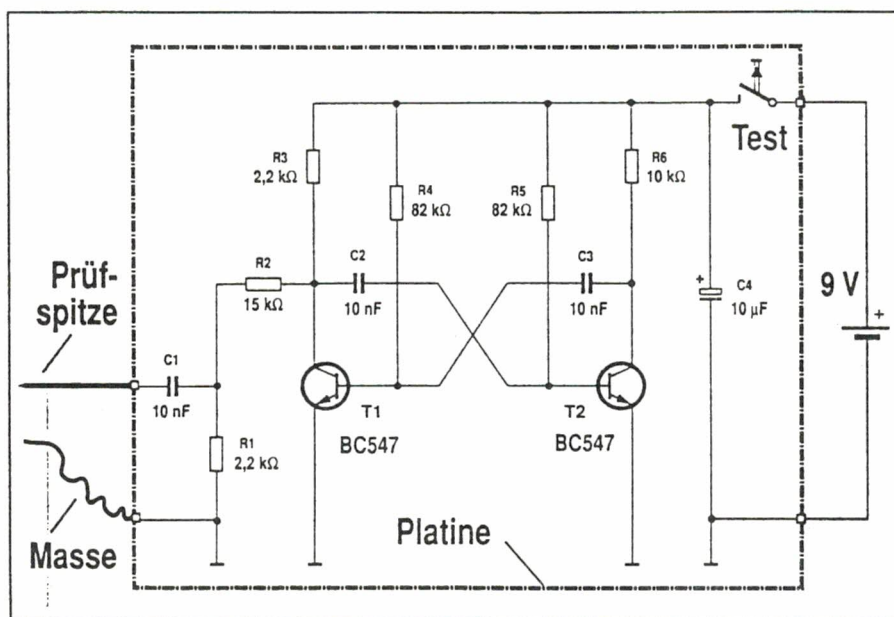 Test
R3
2,2 kΩ
R4
82 kΩ
R5
82 kΩ
R6
10 kΩ
Prüf-
spitze
R2
15 kΩ
C2
10 nF
C3
10 nF
+
C4
10 µF
9 V
+
C1
10 nF
T1
BC547
T2
BC547
R1
2,2 kΩ
Masse
Platine